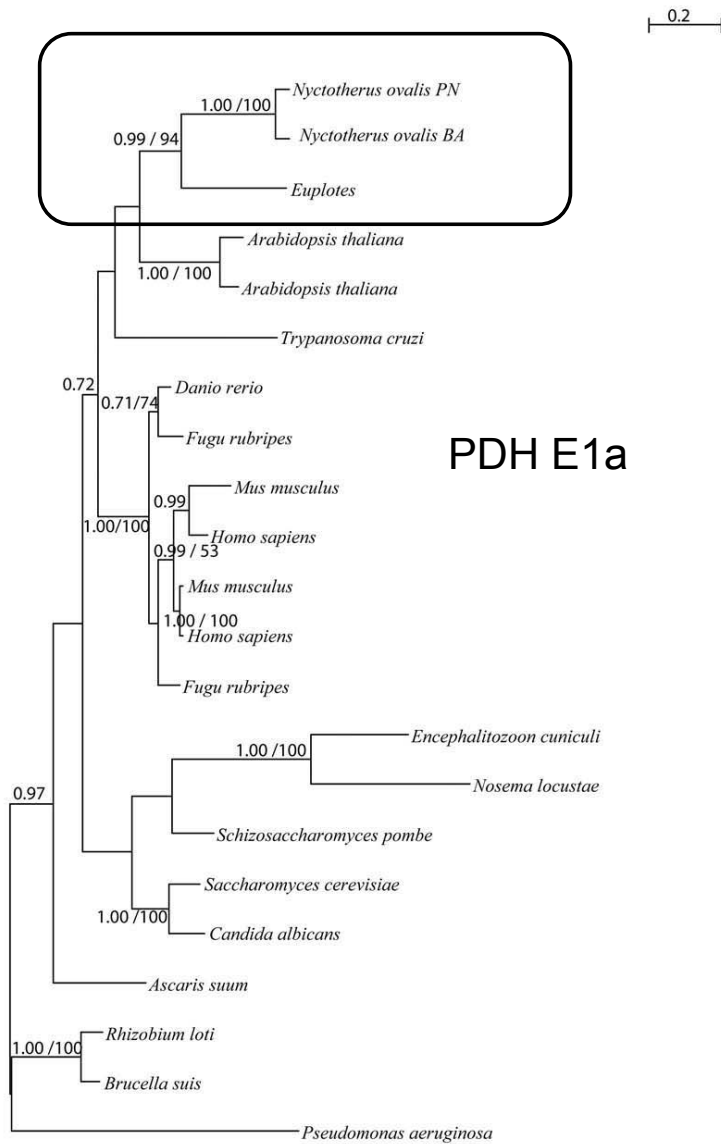 0.2
1.00 /100
Nyctotherus ovalis PN
0.99 / 94
Nyctotherus ovalis BA
Euplotes
Arabidopsis thaliana
1.00 / 100
Arabidopsis thaliana
Trypanosoma cruzi
0.72
Danio rerio
0.71/74
Fugu rubripes
PDH E1a
Mus musculus
0.99
1.00/100
Homo sapiens
0.99 / 53
Mus musculus
1.00 / 100
Homo sapiens
Fugu rubripes
Encephalitozoon cuniculi
1.00 /100
Nosema locustae
0.97
Schizosaccharomyces pombe
Saccharomyces cerevisiae
1.00 /100
Candida albicans
Ascaris suum
Rhizobium loti
1.00 /100
Brucella suis
Pseudomonas aeruginosa